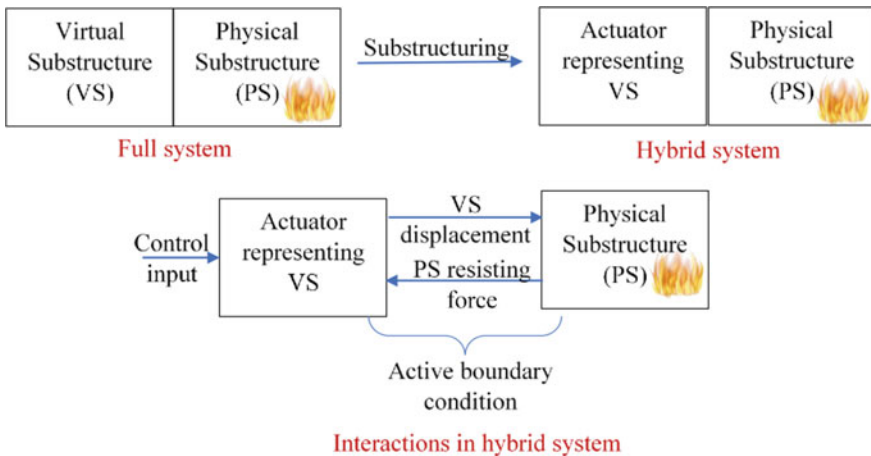 Virtual
Substructure
(VS)
Physical
Substructure
(PS)
Substructuring
Actuator
representing
VS
Physical
Substructure
(PS)
Full system
Hybrid system
Control
input
Actuator
representing
VS
VS
displacement
PS resisting
force
Physical
Substructure
(PS)
Active boundary
condition
Interactions in hybrid system